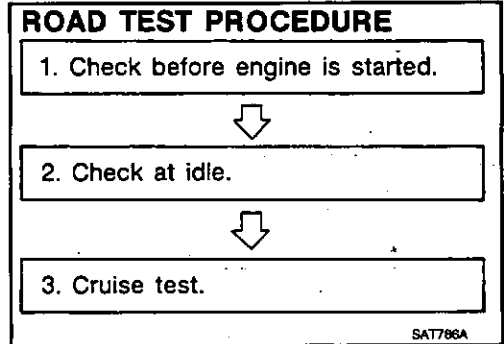 ROAD TEST PROCEDURE
1. Check before engine is started.
2. Check at idle.
3. Cruise test.
SAT786A